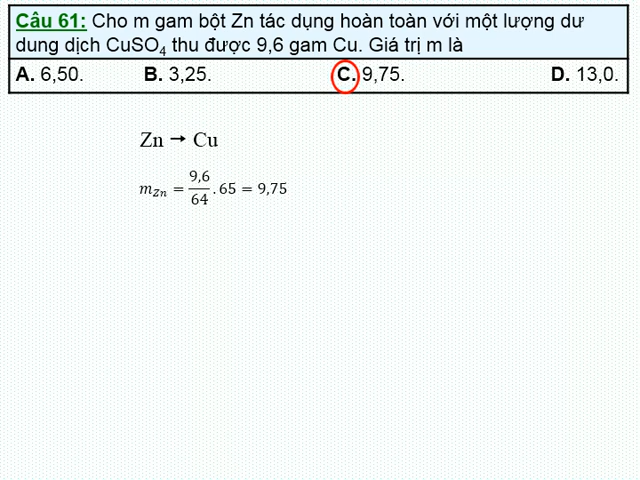 Câu 61: Cho m gam bột Zn tác dụng hoàn toàn với một lượng dư
dung dịch CuSO₄ thu được 9,6 gam Cu. Giá trị m là
A. 6,50. B. 3,25. C. 9,75. D. 13,0.
Zn → Cu
m_Zn = 9,6/64 . 65 = 9,75